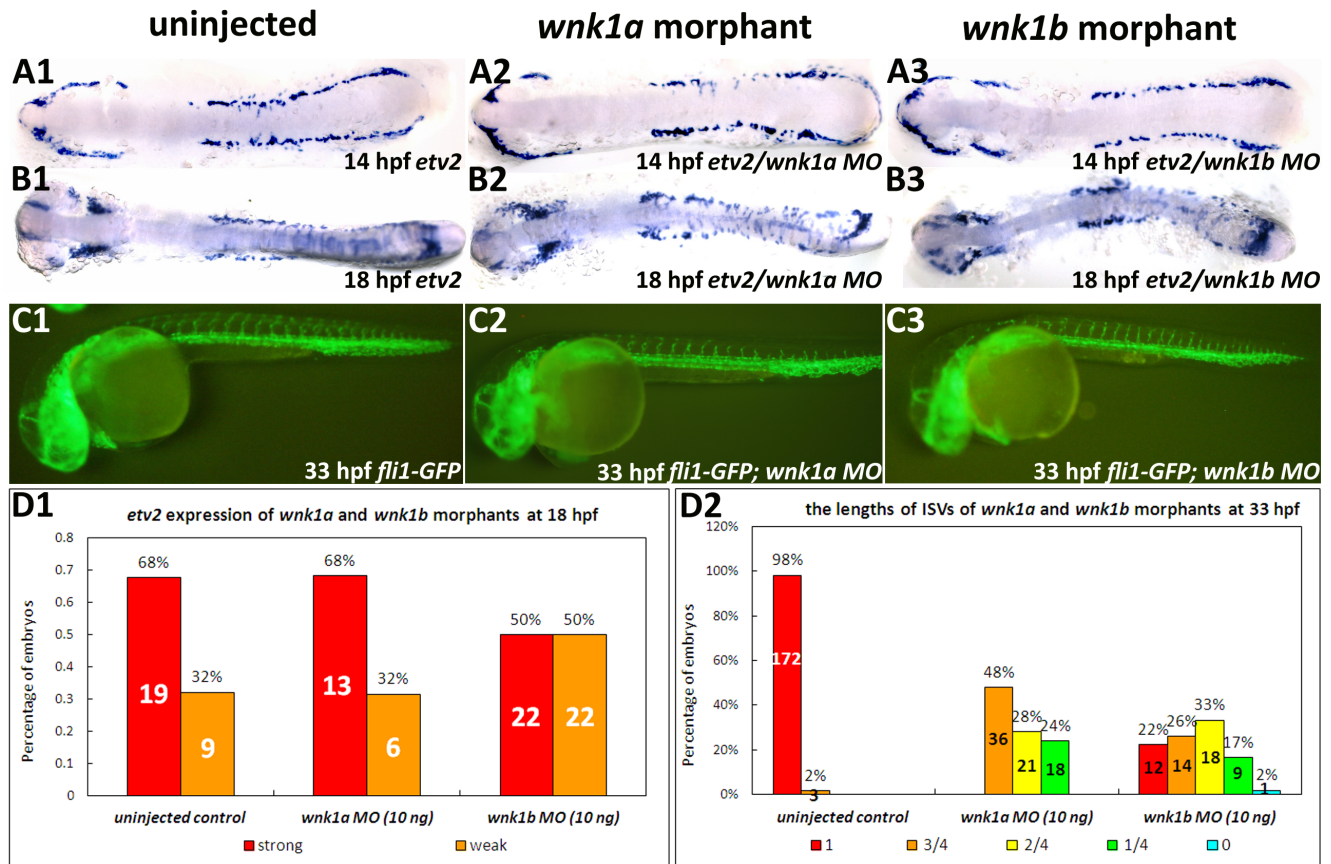 uninjected
wnk1a morphant
wnk1b morphant
A1
A2
A3
14 hpf etv2
14 hpf etv2/wnk1a MO
14 hpf etv2/wnk1b MO
B1
B2
B3
18 hpf etv2
18 hpf etv2/wnk1a MO
18 hpf etv2/wnk1b MO
C1
C2
C3
33 hpf fli1-GFP
33 hpf fli1-GFP; wnk1a MO
33 hpf fli1-GFP; wnk1b MO
D1
etv2 expression of wnk1a and wnk1b morphants at 18 hpf
Percentage of embryos
0.8
0.7
0.6
0.5
0.4
0.3
0.2
0.1
0
68%
19
32%
9
68%
13
32%
6
50%
22
50%
22
uninjected control
wnk1a MO (10 ng)
wnk1b MO (10 ng)
strong
weak
D2
the lengths of ISVs of wnk1a and wnk1b morphants at 33 hpf
Percentage of embryos
120%
100%
80%
60%
40%
20%
0%
98%
172
2%
3
48%
36
28%
21
24%
18
22%
12
26%
14
33%
18
17%
9
2%
1
uninjected control
wnk1a MO (10 ng)
wnk1b MO (10 ng)
1
3/4
2/4
1/4
0